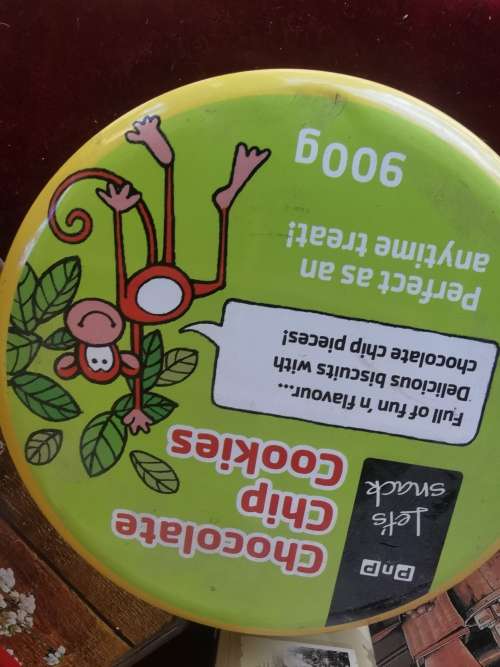 PnP
Let's
snack
Chocolate
Chip
Cookies
Full of fun 'n flavour...
Delicious biscuits with
chocolate chip pieces!
Perfect as an
anytime treat!
900g